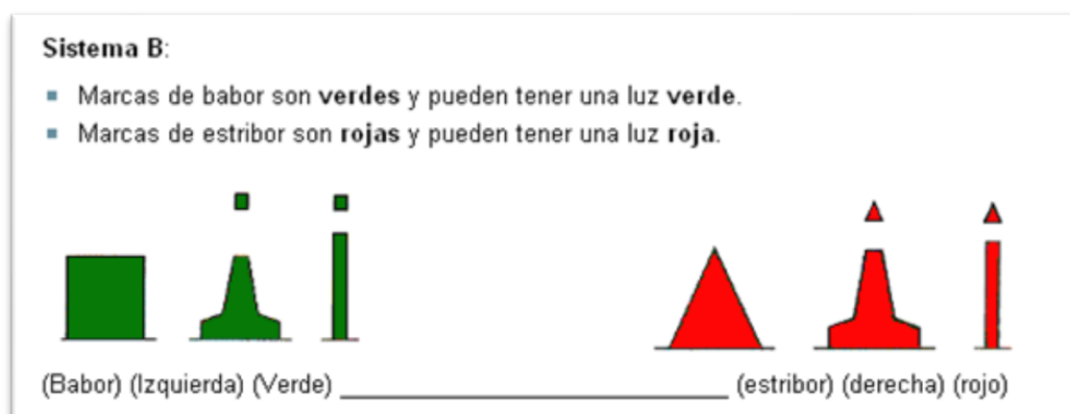 Sistema B:
Marcas de babor son verdes y pueden tener una luz verde.
Marcas de estribor son rojas y pueden tener una luz roja.
(Babor) (Izquierda) (Verde) ______________________________ (estribor) (derecha) (rojo)